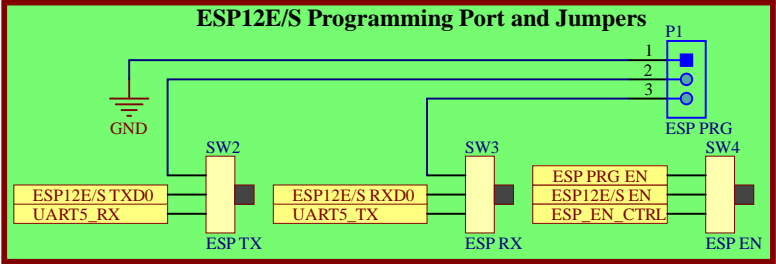 ESP12E/S Programming Port and Jumpers
P1
1
2
3
GND
ESP PRG
SW2
SW3
SW4
ESP12E/S TXD0
UART5_RX
ESP12E/S RXD0
UART5_TX
ESP PRG EN
ESP12E/S EN
ESP_EN_CTRL
ESP TX
ESP RX
ESP EN